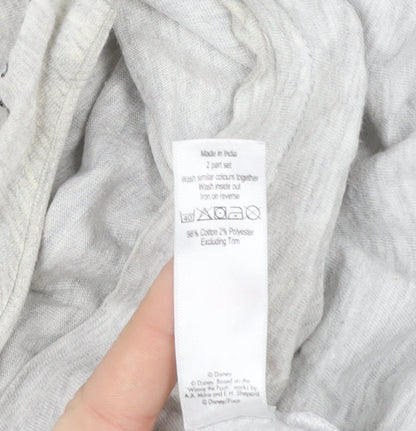 Made in India
2 part set
Wash similar colours together
Wash inside out
Iron on reverse
40
98% Cotton 2% Polyester
Excluding Trim
© Disney
© Disney. Based on the
"Winnie the Pooh" works by
A.A. Milne and E.H. Shepard
© Disney/Pixar